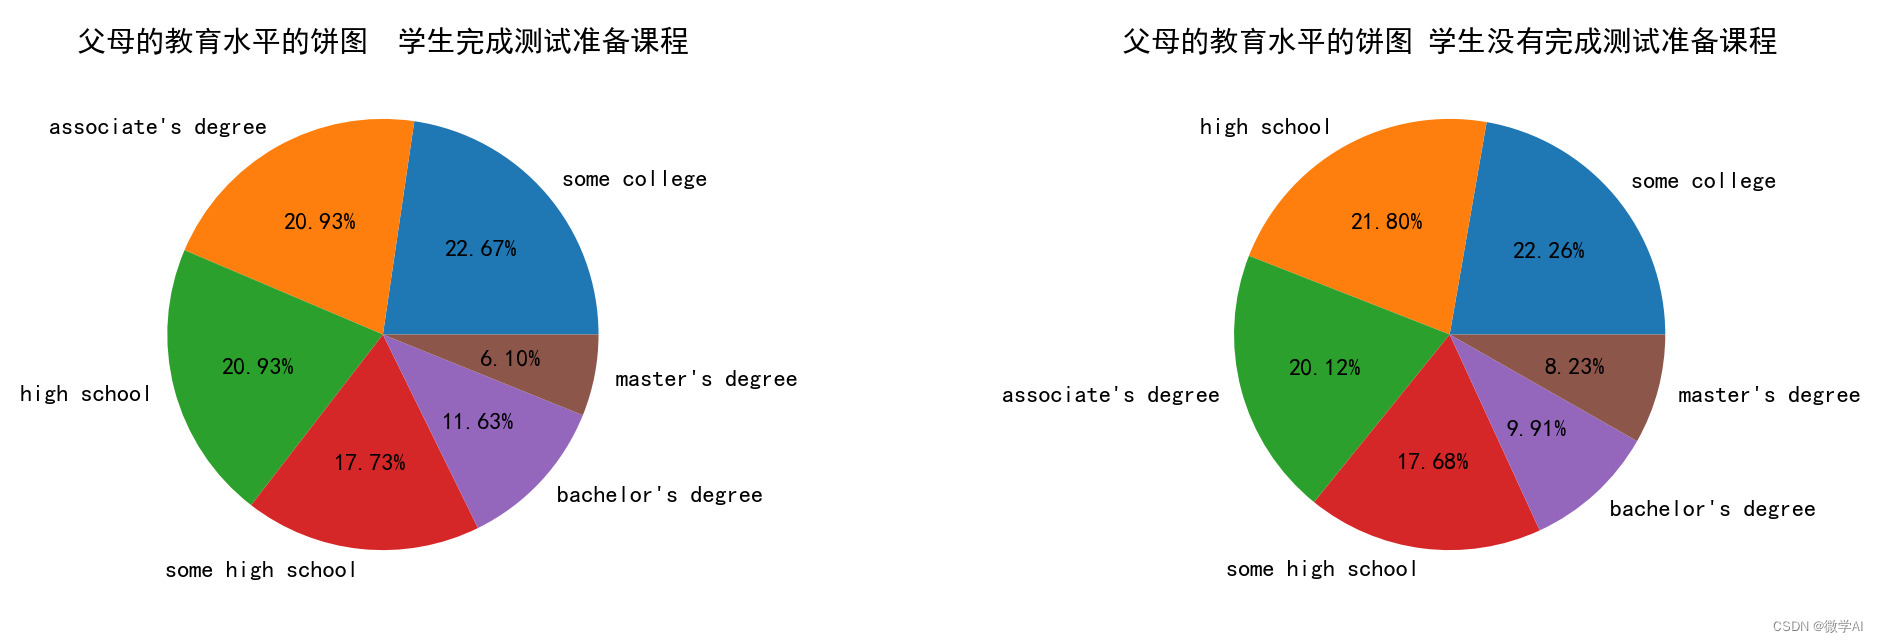 父母的教育水平的饼图 学生完成测试准备课程
associate's degree
some college
20.93%
22.67%
20.93%
6.10%
high school
master's degree
11.63%
17.73%
bachelor's degree
some high school
父母的教育水平的饼图 学生没有完成测试准备课程
high school
some college
21.80%
22.26%
20.12%
8.23%
associate's degree
master's degree
9.91%
17.68%
bachelor's degree
some high school
CSDN @微学AI